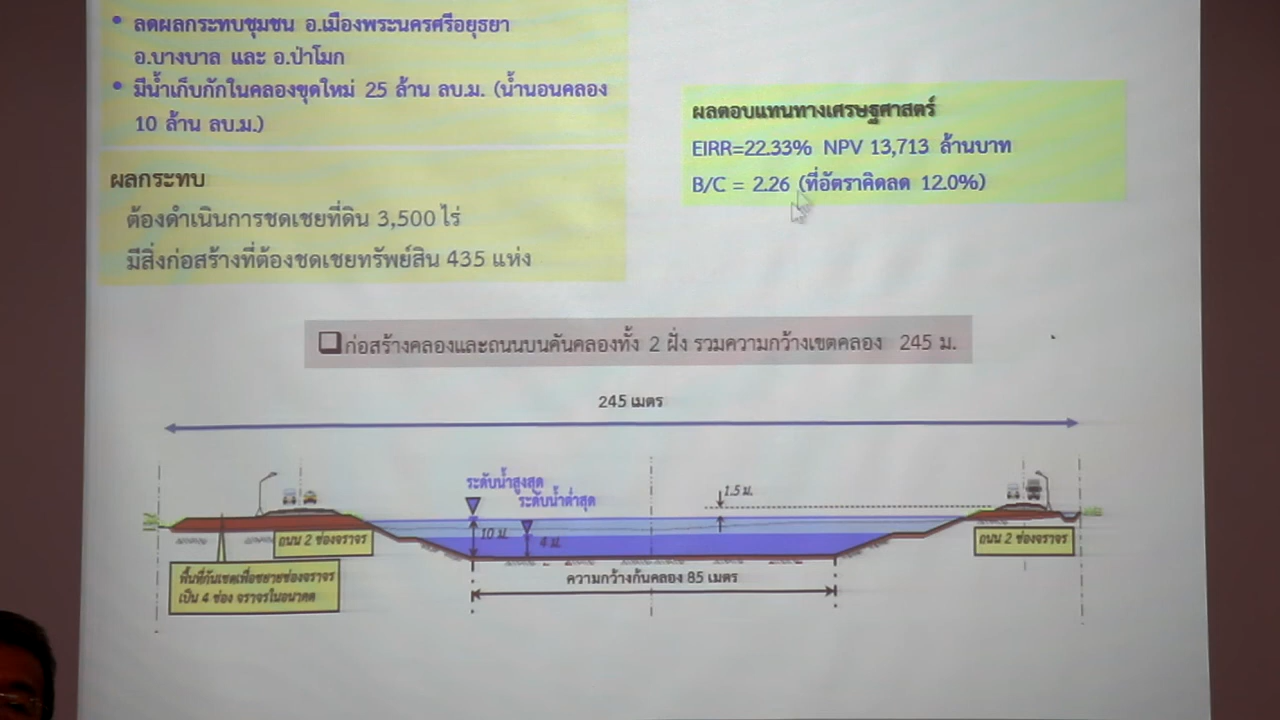 • ลดผลกระทบชุมชน อ.เมืองพระนครศรีอยุธยา
อ.บางบาล และ อ.ป่าโมก
• มีน้ำเก็บกักในคลองขุดใหม่ 25 ล้าน ลบ.ม. (น้ำนอนคลอง
10 ล้าน ลบ.ม.)
ผลกระทบ
ต้องดำเนินการชดเชยที่ดิน 3,500 ไร่
มีสิ่งก่อสร้างที่ต้องชดเชยทรัพย์สิน 435 แห่ง
ผลตอบแทนทางเศรษฐศาสตร์
EIRR=22.33% NPV 13,713 ล้านบาท
B/C = 2.26 (ที่อัตราคิดลด 12.0%)
ก่อสร้างคลองและถนนบนคันคลองทั้ง 2 ฝั่ง รวมความกว้างเขตคลอง 245 ม.
245 เมตร
ระดับน้ำสูงสุด
ระดับน้ำต่ำสุด
1.5 ม.
10 ม.
4 ม.
ถนน 2 ช่องจราจร
ถนน 2 ช่องจราจร
พื้นที่กันเขตเพื่อขยายช่องจราจร
เป็น 4 ช่อง จราจรในอนาคต
ความกว้างก้นคลอง 85 เมตร